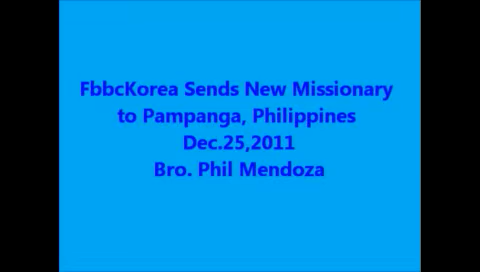 FbbcKorea Sends New Missionary
to Pampanga, Philippines
Dec.25,2011
Bro. Phil Mendoza